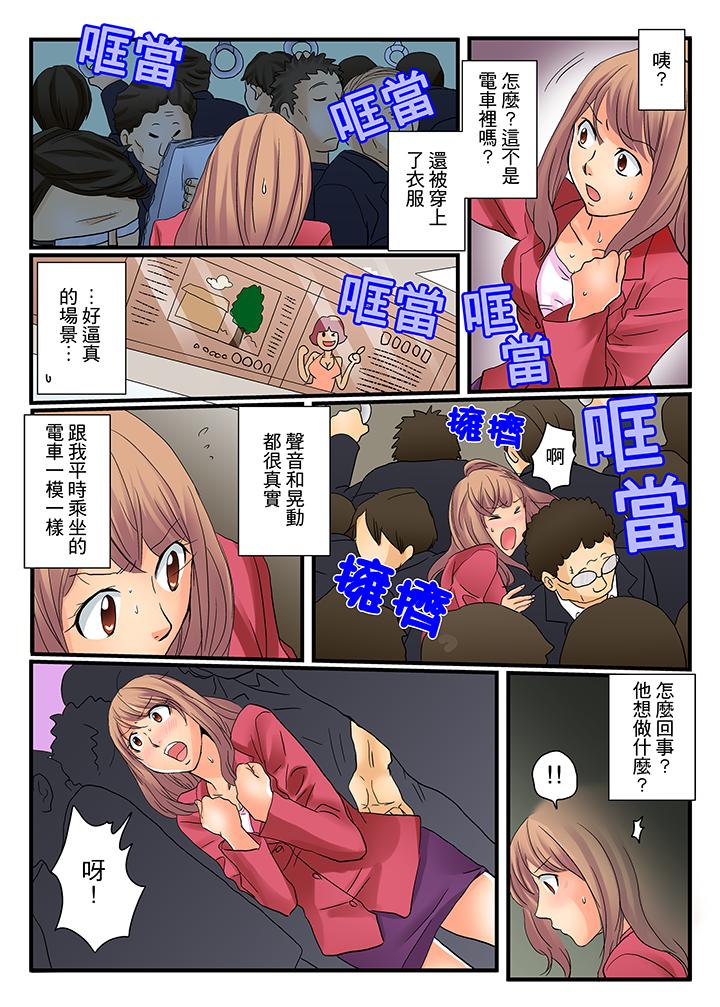 咦？
怎麼？這不是
電車裡嗎？
還被穿上
了衣服
哐當
哐當
哐當
哐當
…好逼真
的場景…
哐當
啊
擁擠
擁擠
聲音和晃動
都很真實
跟我平時乘坐的
電車一模一樣
怎麼回事？
他想做什麼？
!!
呀！